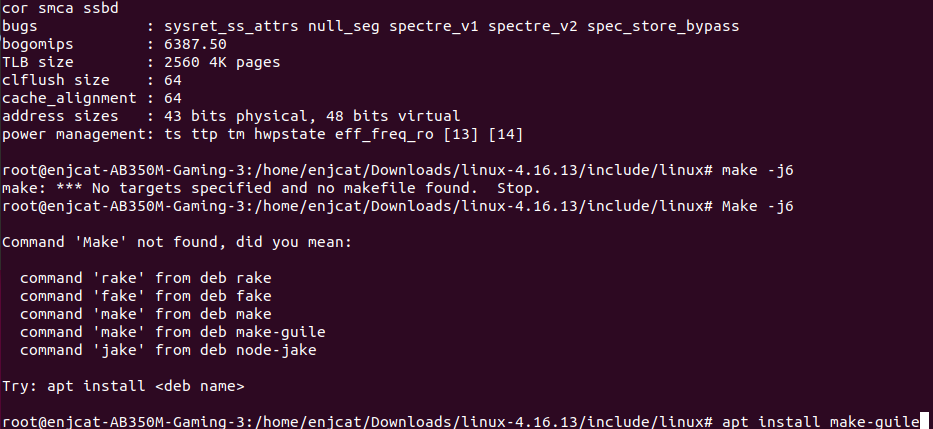 cor smca ssbd
bugs            : sysret_ss_attrs null_seg spectre_v1 spectre_v2 spec_store_bypass
bogomips        : 6387.50
TLB size        : 2560 4K pages
clflush size    : 64
cache_alignment : 64
address sizes   : 43 bits physical, 48 bits virtual
power management: ts ttp tm hwpstate eff_freq_ro [13] [14]
root@enjcat-AB350M-Gaming-3:/home/enjcat/Downloads/linux-4.16.13/include/linux# make -j6
make: *** No targets specified and no makefile found.  Stop.
root@enjcat-AB350M-Gaming-3:/home/enjcat/Downloads/linux-4.16.13/include/linux# Make -j6
Command 'Make' not found, did you mean:
  command 'rake' from deb rake
  command 'fake' from deb fake
  command 'make' from deb make
  command 'make' from deb make-guile
  command 'jake' from deb node-jake
Try: apt install <deb name>
root@enjcat-AB350M-Gaming-3:/home/enjcat/Downloads/linux-4.16.13/include/linux# apt install make-guile